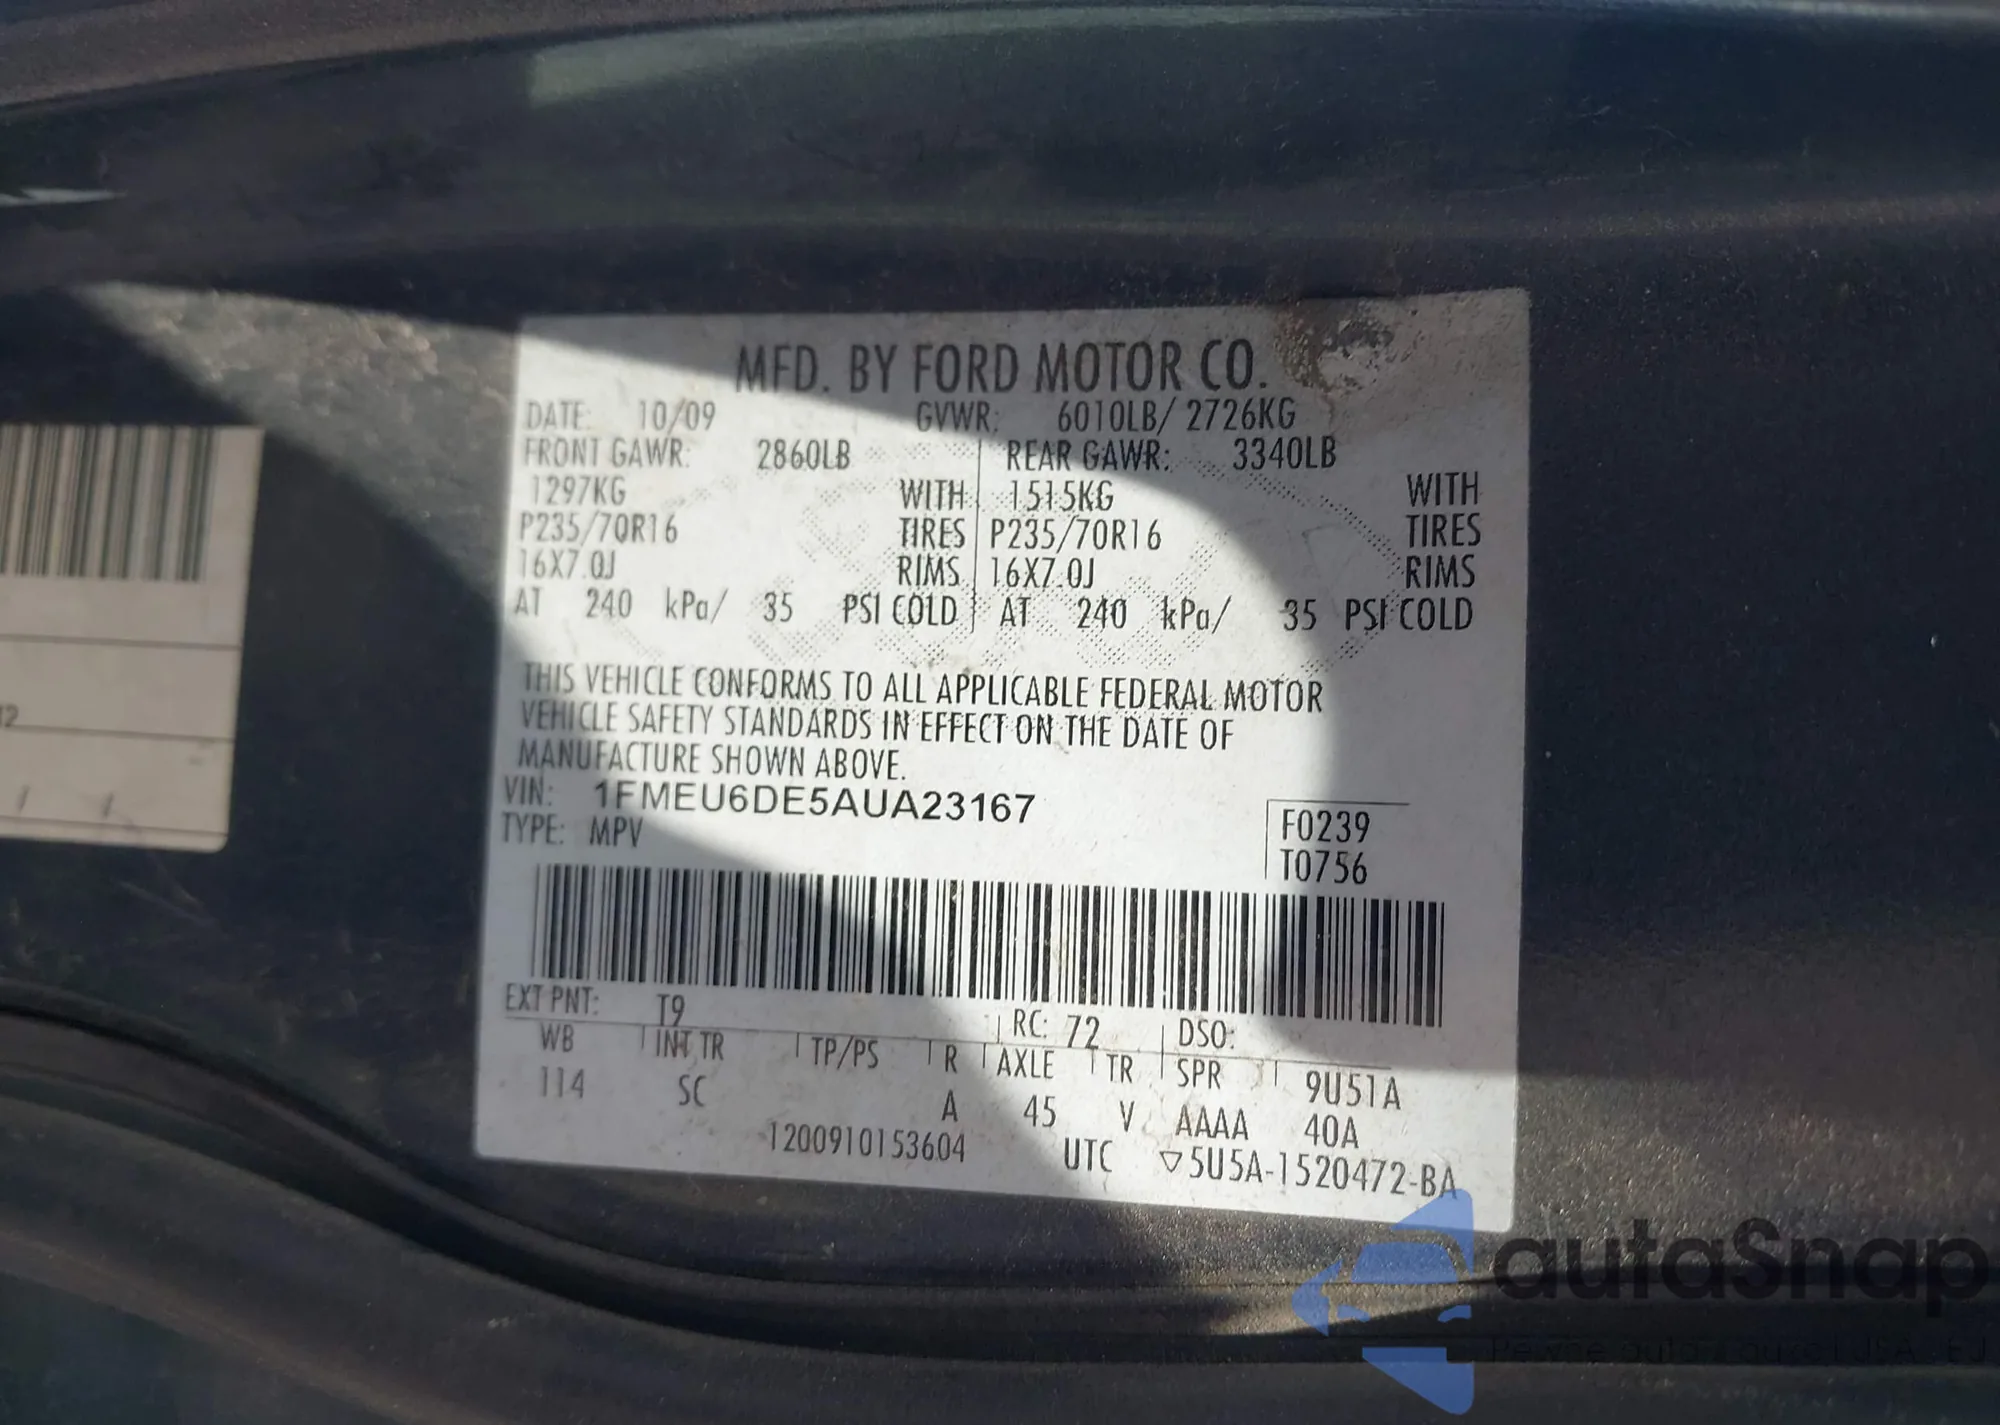 MFD. BY FORD MOTOR CO.
DATE: 10/09 GVWR: 6010LB/ 2726KG
FRONT GAWR: 2860LB REAR GAWR: 3340LB
1297KG WITH 1515KG WITH
P235/70R16 TIRES P235/70R16 TIRES
16X7.0J RIMS 16X7.0J RIMS
AT 240 kPa/ 35 PSI COLD AT 240 kPa/ 35 PSI COLD
THIS VEHICLE CONFORMS TO ALL APPLICABLE FEDERAL MOTOR
VEHICLE SAFETY STANDARDS IN EFFECT ON THE DATE OF
MANUFACTURE SHOWN ABOVE.
VIN: 1FMEU6DE5AUA23167
TYPE: MPV
F0239
T0756
EXT PNT: T9 RC: 72 DSO:
WB INT TR TP/PS R AXLE TR SPR 9U51A
114 SC A 45 V AAAA 40A
1200910153604 UTC ▽5U5A-1520472-BA
12
autaSnap